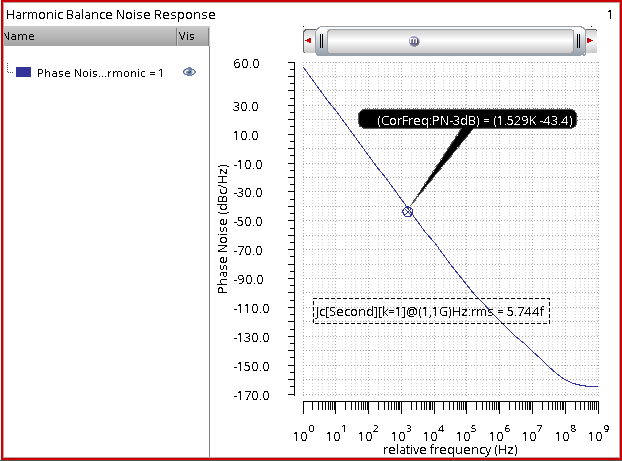 Harmonic Balance Noise Response 1
Name Vis
Phase Nois...rmonic = 1
m
60.0
30.0
10.0
-10.0
-30.0
-50.0
-70.0
-90.0
-110.0
-130.0
-150.0
-170.0
Phase Noise (dBc/Hz)
(CorFreq:PN-3dB) = (1.529K -43.4)
Jc[Second][k=1]@(1,1G)Hz:rms = 5.744f
10^0 10^1 10^2 10^3 10^4 10^5 10^6 10^7 10^8 10^9
relative frequency (Hz)